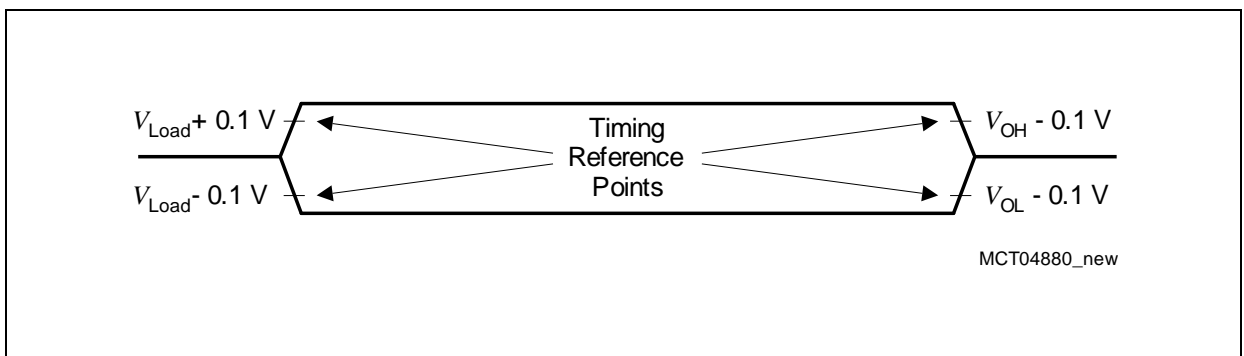 V_Load + 0.1 V
Timing
Reference
Points
V_OH - 0.1 V
V_Load - 0.1 V
V_OL - 0.1 V
MCT04880_new